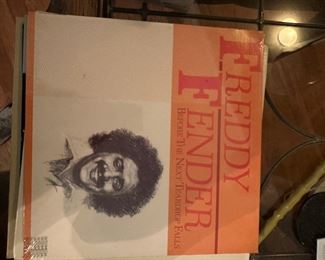 FREDDY
FENDER
BEFORE THE NEXT TEARDROP FALLS